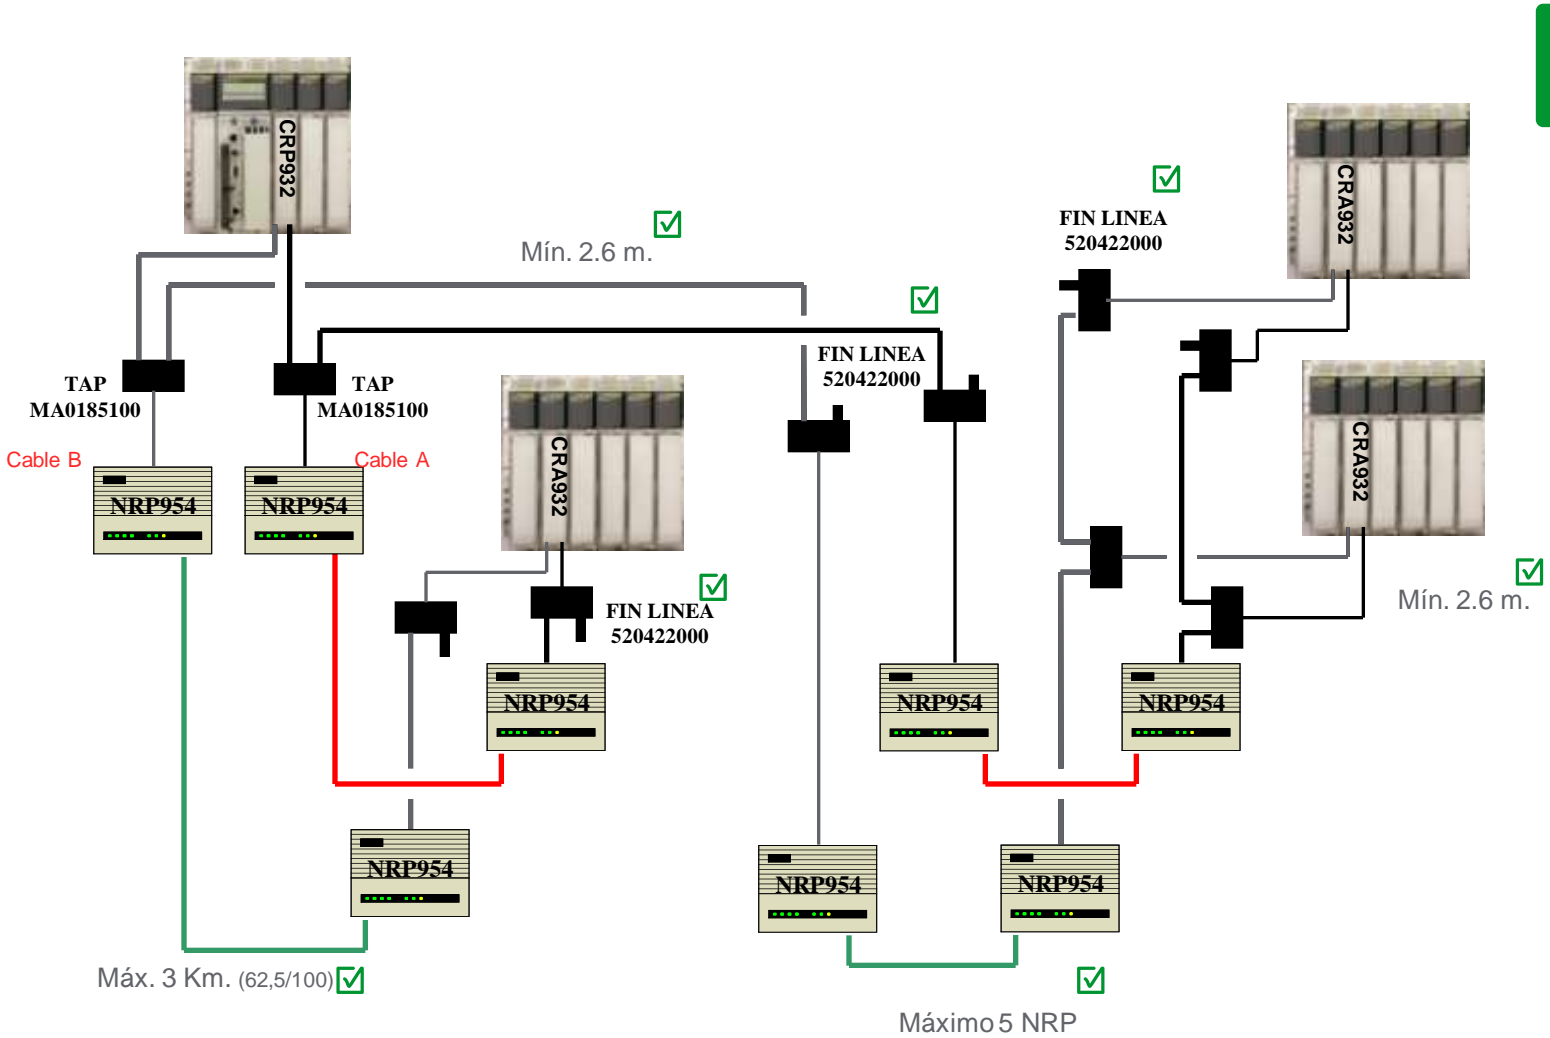 CRP932
CRA932
FIN LINEA
520422000
Mín. 2.6 m.
FIN LINEA
520422000
TAP
MA0185100
TAP
MA0185100
Cable B
Cable A
CRA932
CRA932
NRP954
NRP954
FIN LINEA
520422000
Mín. 2.6 m.
NRP954
NRP954
NRP954
NRP954
NRP954
NRP954
Máx. 3 Km. (62,5/100)
Máximo 5 NRP